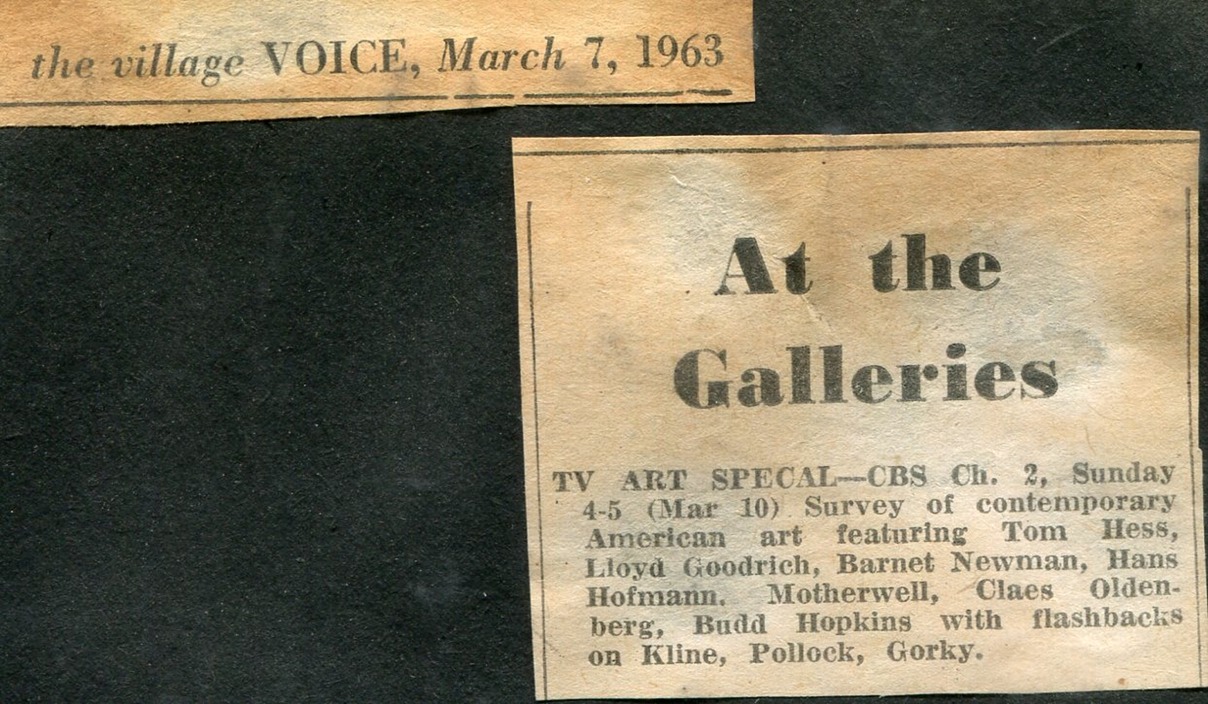 the village VOICE, March 7, 1963
At the
Galleries
TV ART SPECAL—CBS Ch. 2, Sunday
4-5 (Mar 10) Survey of contemporary
American art featuring Tom Hess,
Lloyd Goodrich, Barnet Newman, Hans
Hofmann. Motherwell, Claes Olden-
berg, Budd Hopkins with flashbacks
on Kline, Pollock, Gorky.